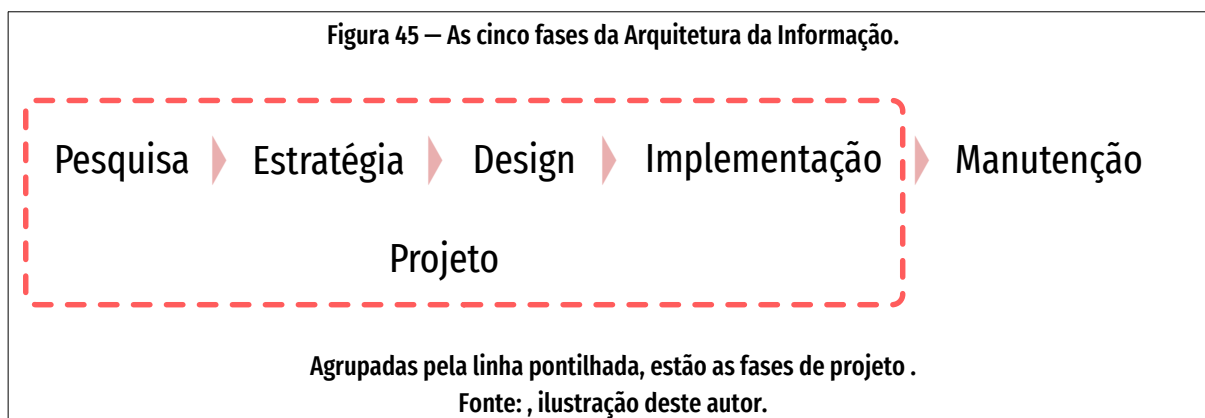 Figura 45 — As cinco fases da Arquitetura da Informação.
Pesquisa Estratégia Design Implementação Manutenção
Projeto
Agrupadas pela linha pontilhada, estão as fases de projeto .
Fonte: , ilustração deste autor.